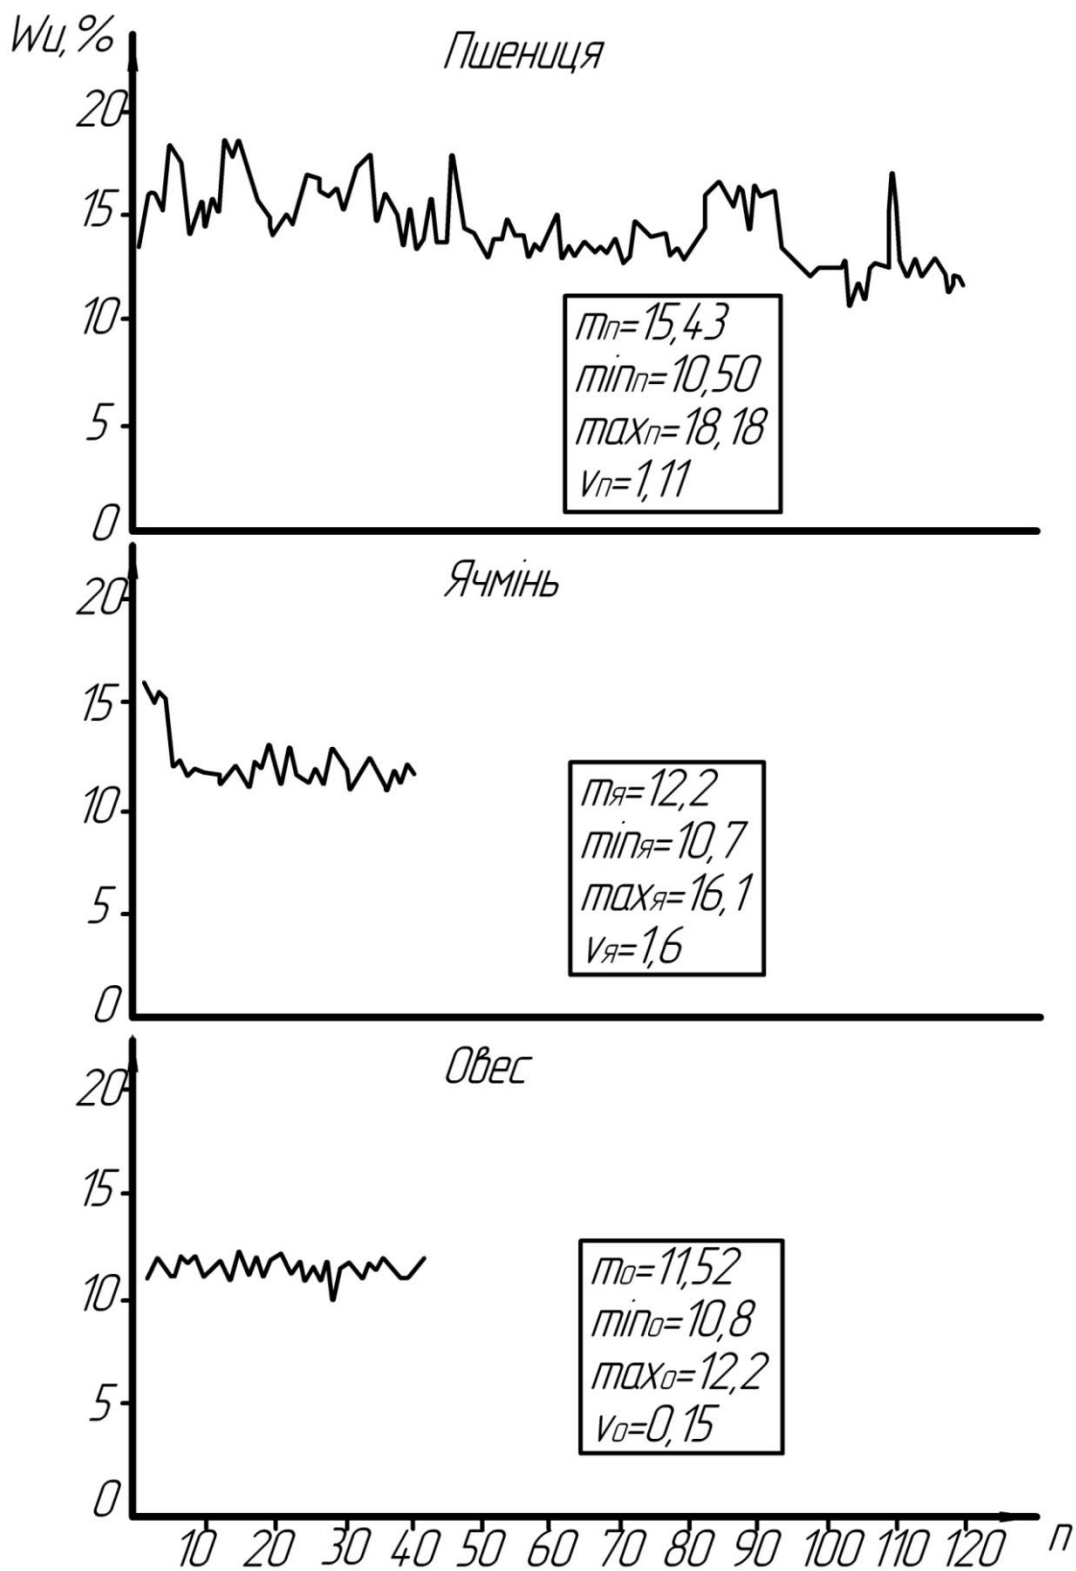 Wи,%
Пшениця
20
15
10
5
0
mп=15,43
minп=10,50
maxп=18,18
vп=1,11
Ячмінь
20
15
10
5
0
mя=12,2
minя=10,7
maxя=16,1
vя=1,6
Овес
20
15
10
5
0
mо=11,52
minо=10,8
maxо=12,2
vо=0,15
10 20 30 40 50 60 70 80 90 100 110 120 п